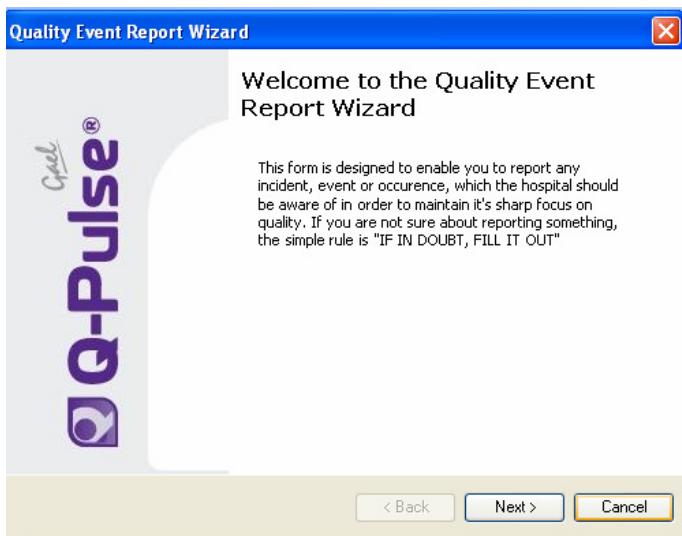 Quality Event Report Wizard
Gael
Q-Pulse®
Welcome to the Quality Event
Report Wizard
This form is designed to enable you to report any
incident, event or occurence, which the hospital should
be aware of in order to maintain it's sharp focus on
quality. If you are not sure about reporting something,
the simple rule is "IF IN DOUBT, FILL IT OUT"
< Back
Next >
Cancel